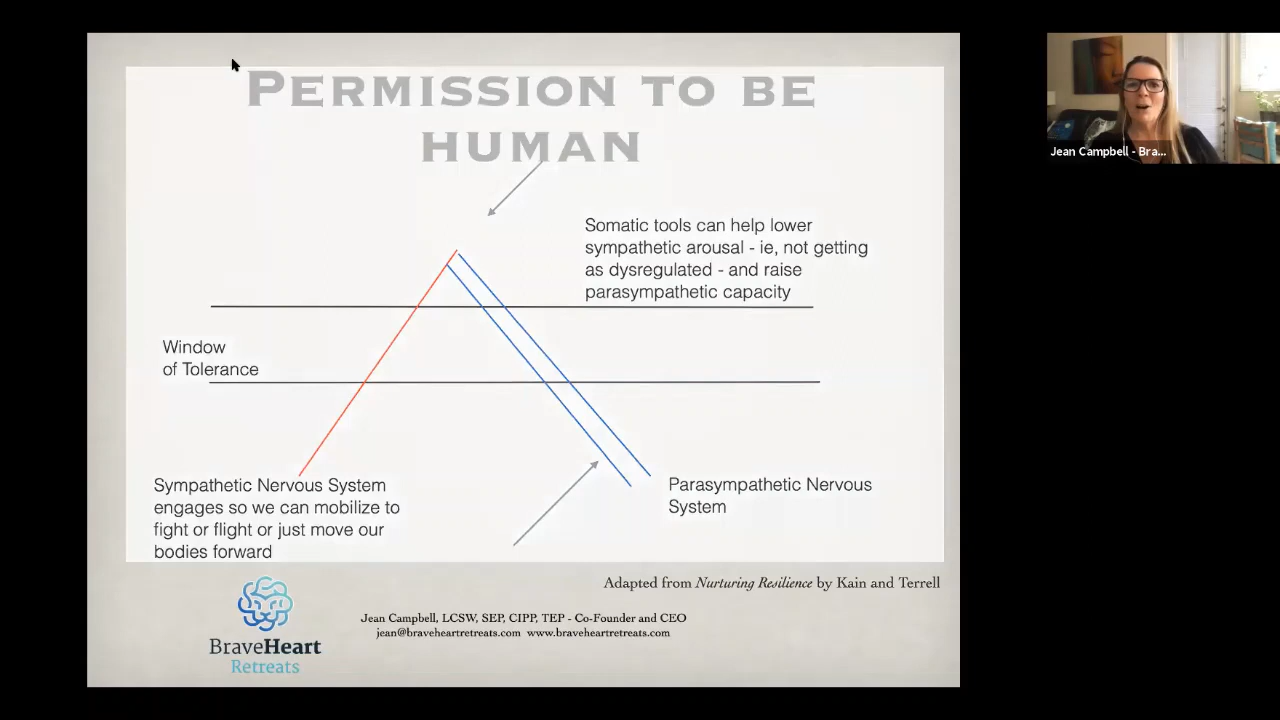 PERMISSION TO BE
HUMAN
Somatic tools can help lower
sympathetic arousal - ie, not getting
as dysregulated - and raise
parasympathetic capacity
Window
of Tolerance
Sympathetic Nervous System
engages so we can mobilize to
fight or flight or just move our
bodies forward
Parasympathetic Nervous
System
Adapted from Nurturing Resilience by Kain and Terrell
Jean Campbell, LCSW, SEP, CIPP, TEP - Co-Founder and CEO
jean@braveheartretreats.com www.braveheartretreats.com
BraveHeart
Retreats
Jean Campbell - Bra...